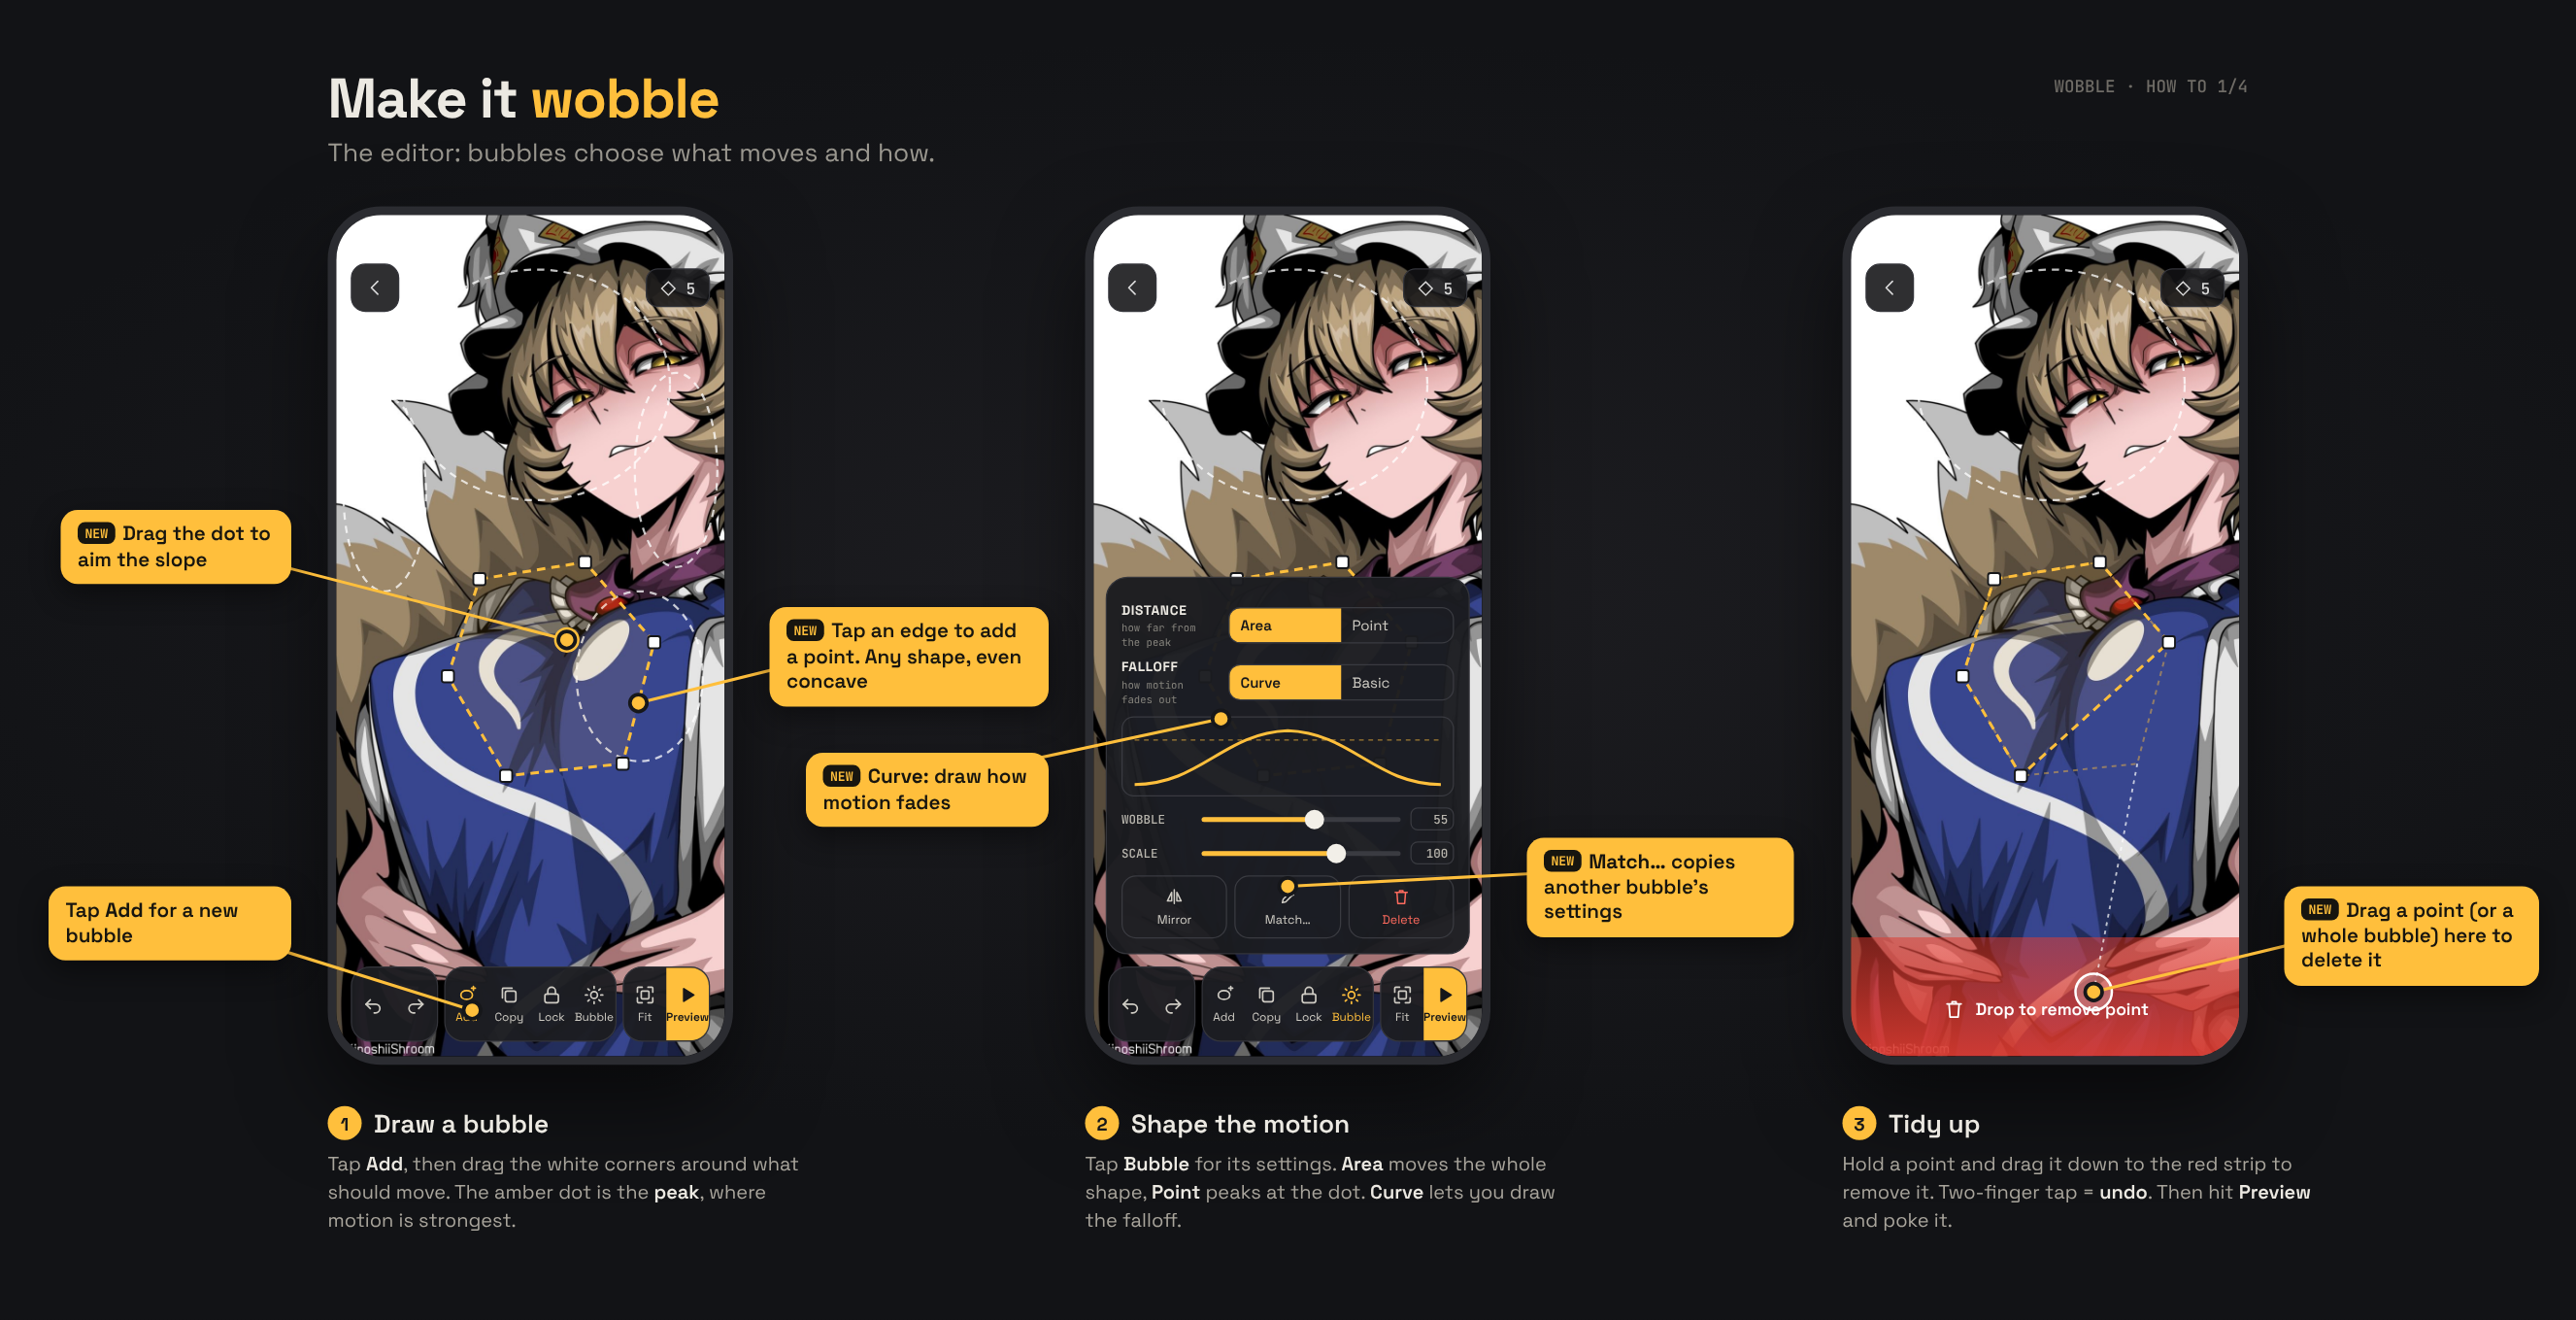 Make it wobble
WOBBLE · HOW TO 1/4
The editor: bubbles choose what moves and how.
5
NEW Drag the dot to
aim the slope
NEW Tap an edge to add
a point. Any shape, even
concave
Tap Add for a new
bubble
Copy
Lock
Bubble
Fit
Preview
1 Draw a bubble
Tap Add, then drag the white corners around what
should move. The amber dot is the peak, where
motion is strongest.
5
DISTANCE
how far from
the peak
Area
Point
FALLOFF
how motion
fades out
Curve
Basic
NEW Curve: draw how
motion fades
WOBBLE
55
SCALE
100
Mirror
Match...
Delete
NEW Match... copies
another bubble's
settings
Add
Copy
Lock
Bubble
Fit
Preview
2 Shape the motion
Tap Bubble for its settings. Area moves the whole
shape, Point peaks at the dot. Curve lets you draw
the falloff.
5
NEW Drag a point (or a
whole bubble) here to
delete it
Drop to remove point
3 Tidy up
Hold a point and drag it down to the red strip to
remove it. Two-finger tap = undo. Then hit Preview
and poke it.